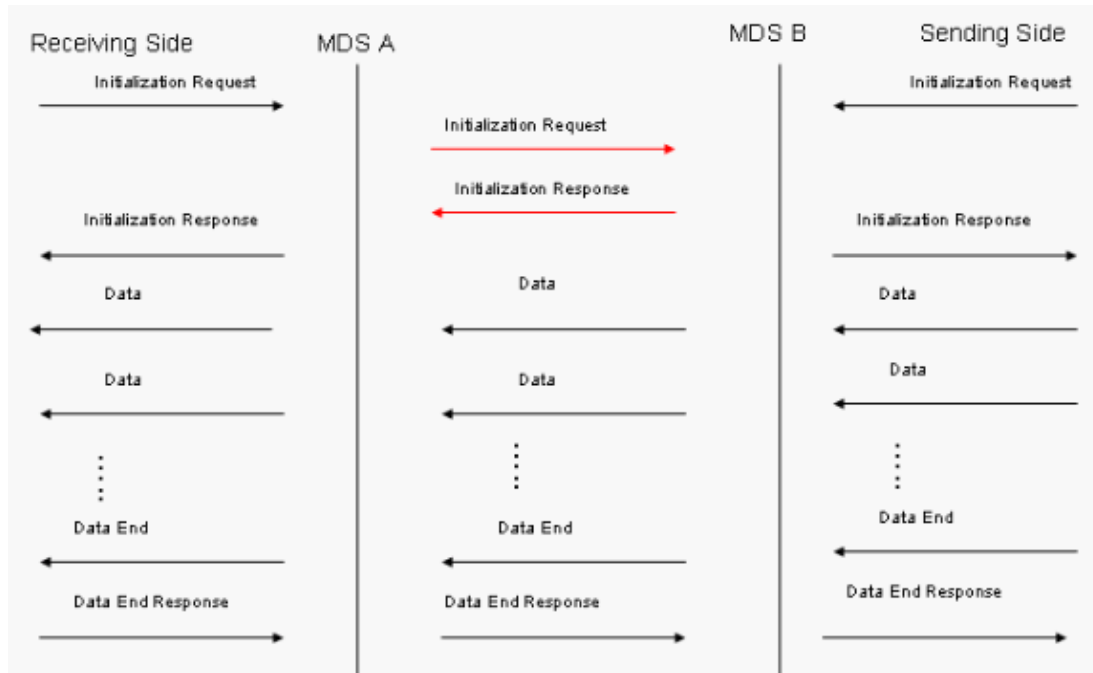 Receiving Side
MDS A
MDS B
Sending Side
Initialization Request
Initialization Request
Initialization Request
Initialization Response
Initialization Response
Initialization Response
Data
Data
Data
Data
Data
Data
Data End
Data End
Data End
Data End Response
Data End Response
Data End Response